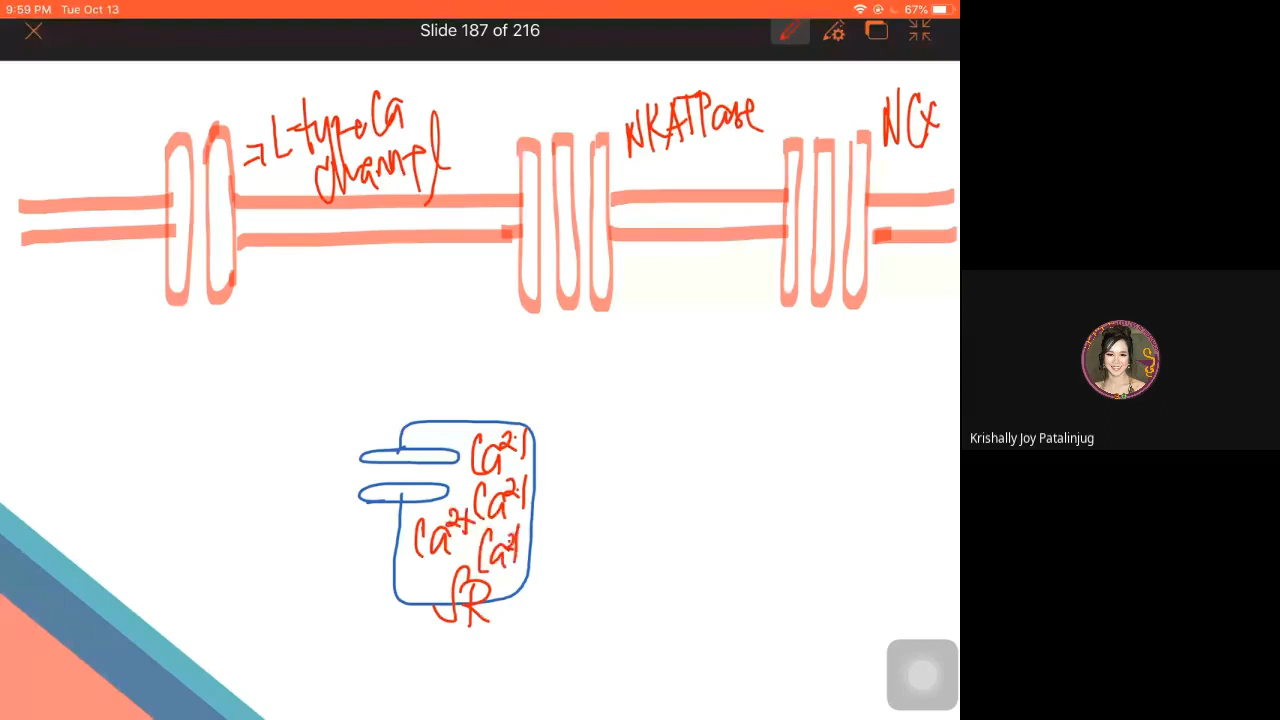 9:59 PM Tue Oct 13
67%
Slide 187 of 216
⇒ L-type Ca
channel
NKATPase
NCX
Ca2+
Ca2+
Ca2+
Ca2+
SR
Krishally Joy Patalinjug